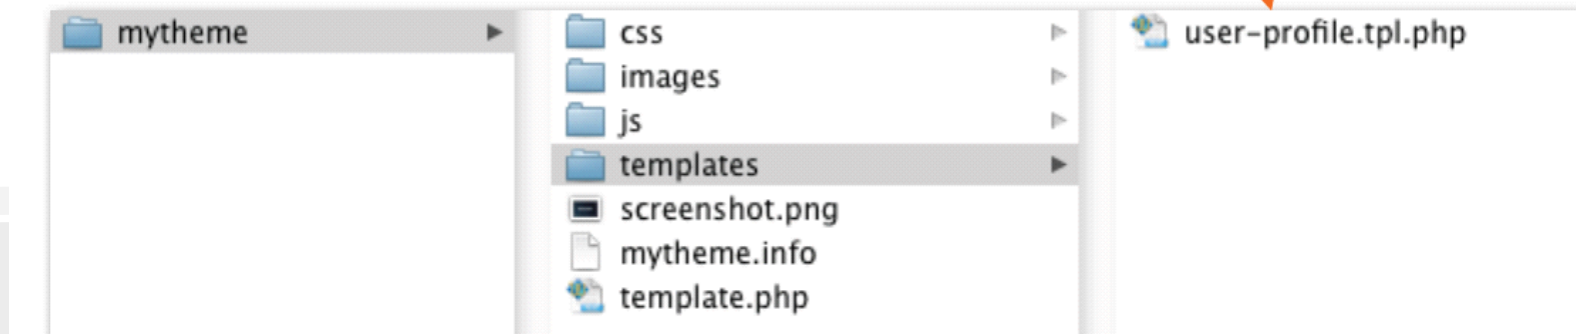 mytheme
css
images
js
templates
screenshot.png
mytheme.info
template.php
user-profile.tpl.php